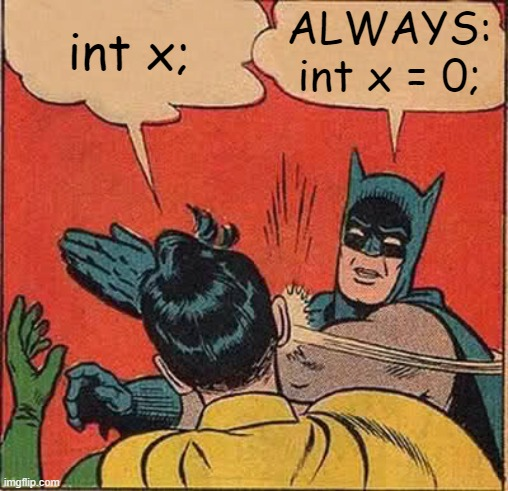 int x;
ALWAYS:
int x = 0;
imgflip.com